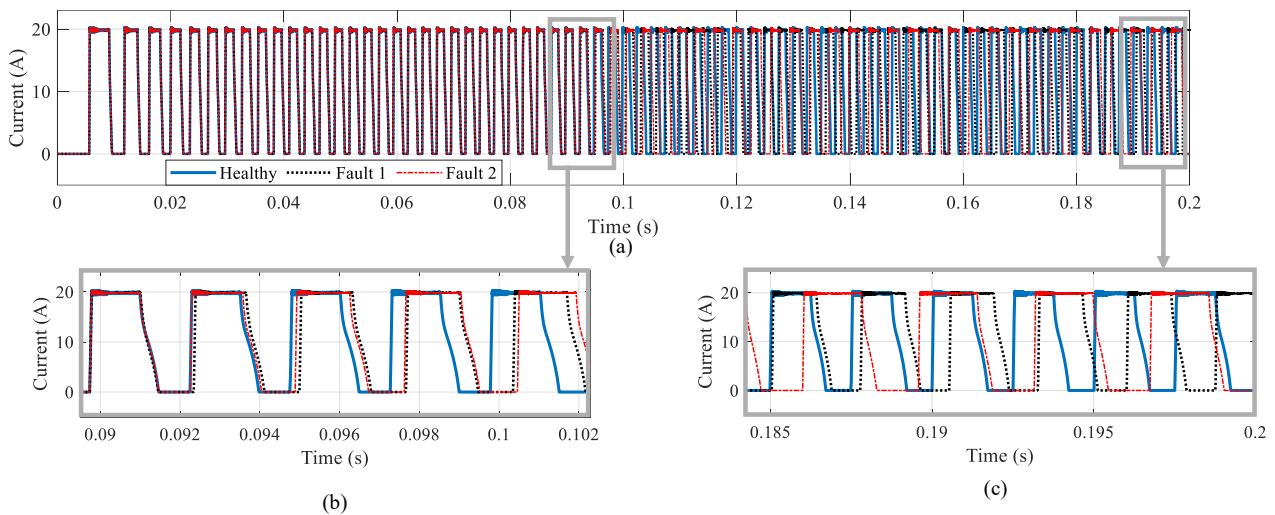 20
10
0
Current (A)
Healthy Fault 1 Fault 2
0 0.02 0.04 0.06 0.08 0.1 0.12 0.14 0.16 0.18 0.2
Time (s)
(a)
20
10
0
Current (A)
0.09 0.092 0.094 0.096 0.098 0.1 0.102
Time (s)
(b)
20
10
0
Current (A)
0.185 0.19 0.195 0.2
Time (s)
(c)